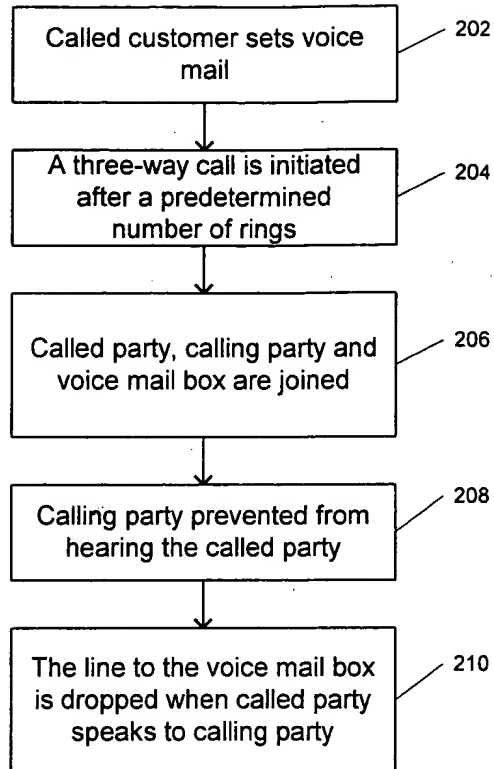 Called customer sets voice
mail
202
A three-way call is initiated
after a predetermined
number of rings
204
Called party, calling party and
voice mail box are joined
206
Calling party prevented from
hearing the called party
208
The line to the voice mail box
is dropped when called party
speaks to calling party
210